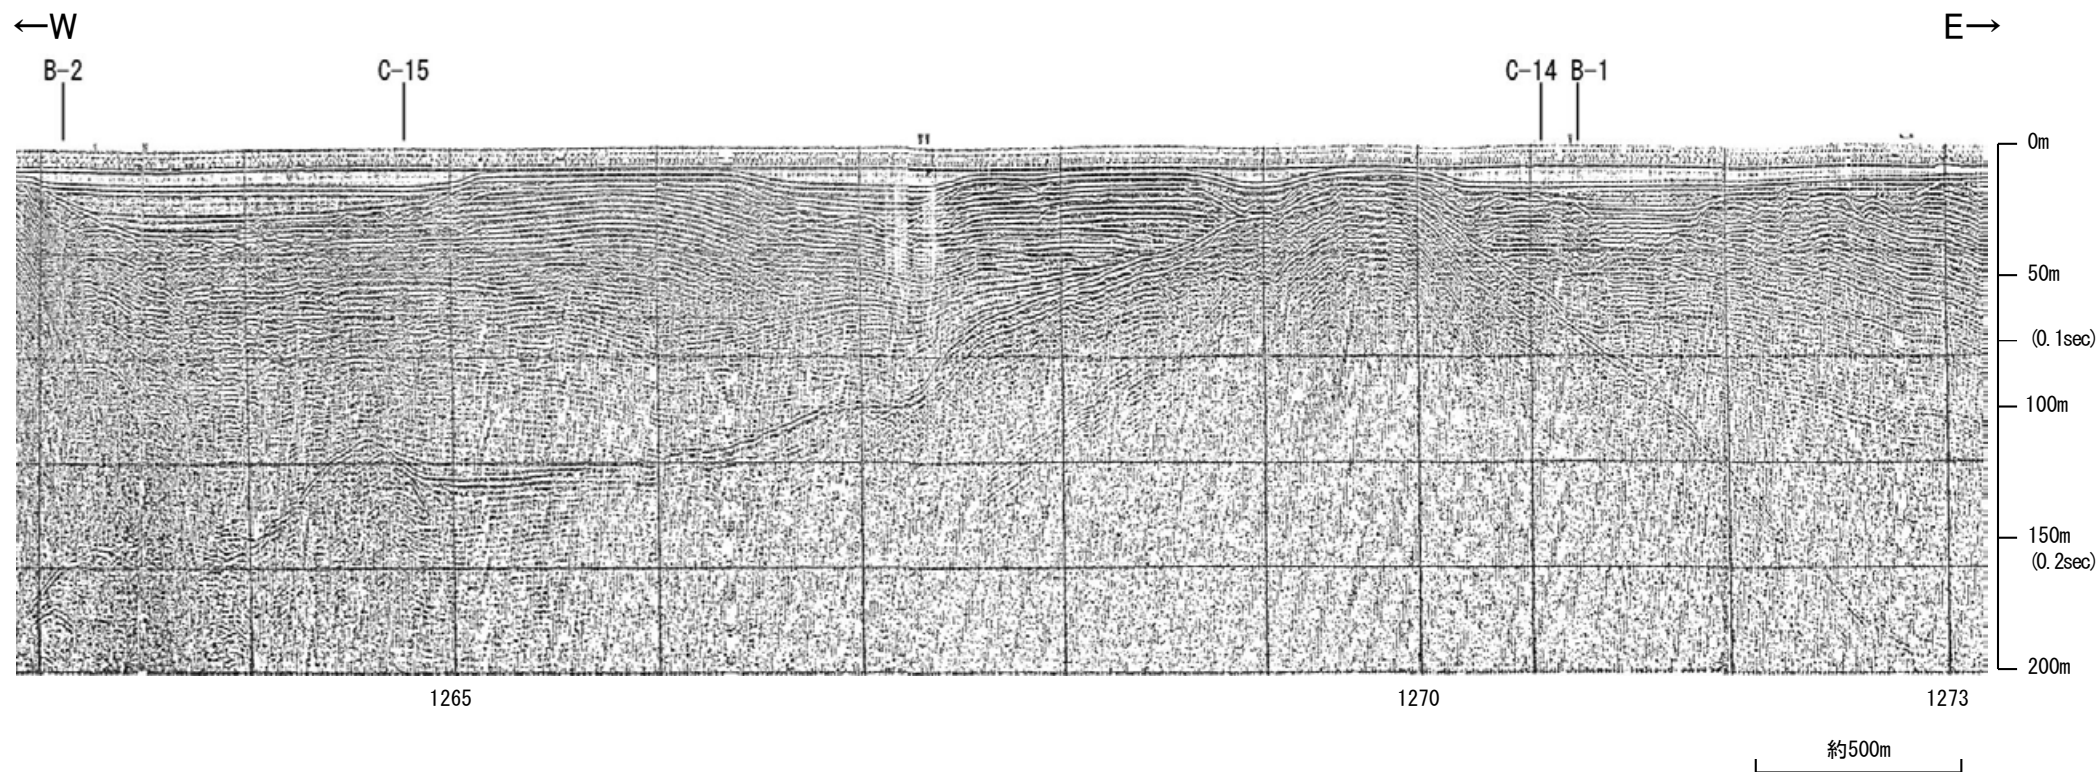 ←W
E→
B-2
C-15
C-14
B-1
0m
50m
(0.1sec)
100m
150m
(0.2sec)
200m
1265
1270
1273
約500m